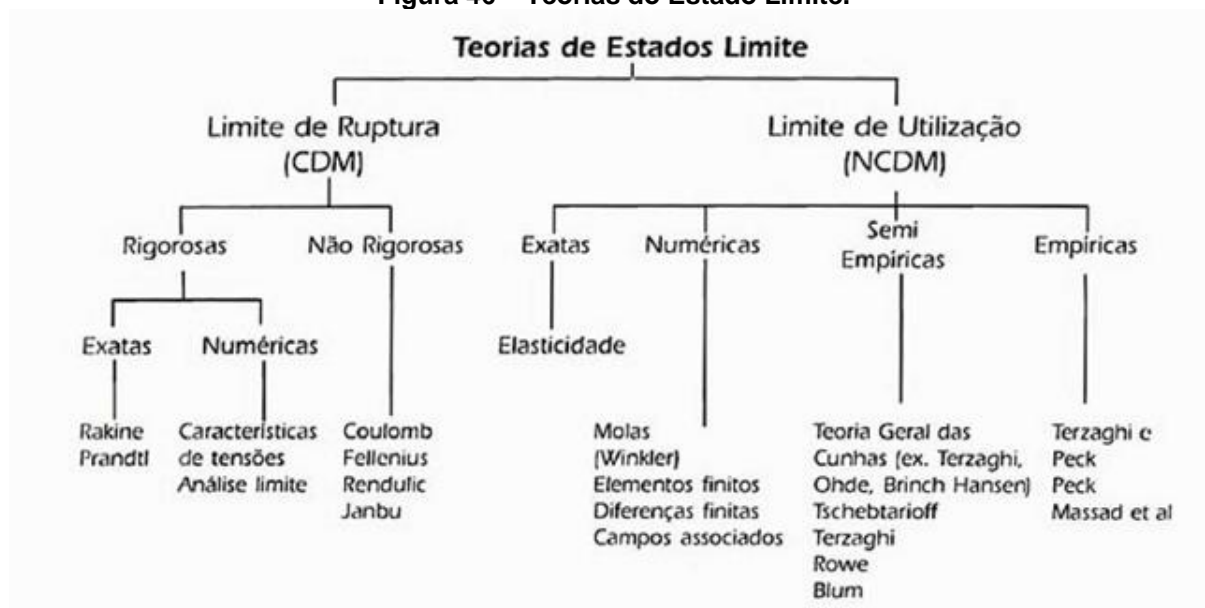 Figura 46 – Teorias do Estado Limite.
Teorias de Estados Limite
Limite de Ruptura
(CDM)
Limite de Utilização
(NCDM)
Rigorosas
Não Rigorosas
Exatas
Numéricas
Semi
Empiricas
Empíricas
Exatas
Numéricas
Elasticidade
Rakine
Prandtl
Características
de tensões
Análise limite
Coulomb
Fellenius
Rendulic
Janbu
Molas
(Winkler)
Elementos finitos
Diferenças finitas
Campos associados
Teoria Geral das
Cunhas (ex. Terzaghi,
Ohde, Brinch Hansen)
Tschebtarioff
Terzaghi
Rowe
Blum
Terzaghi e
Peck
Peck
Massad et al